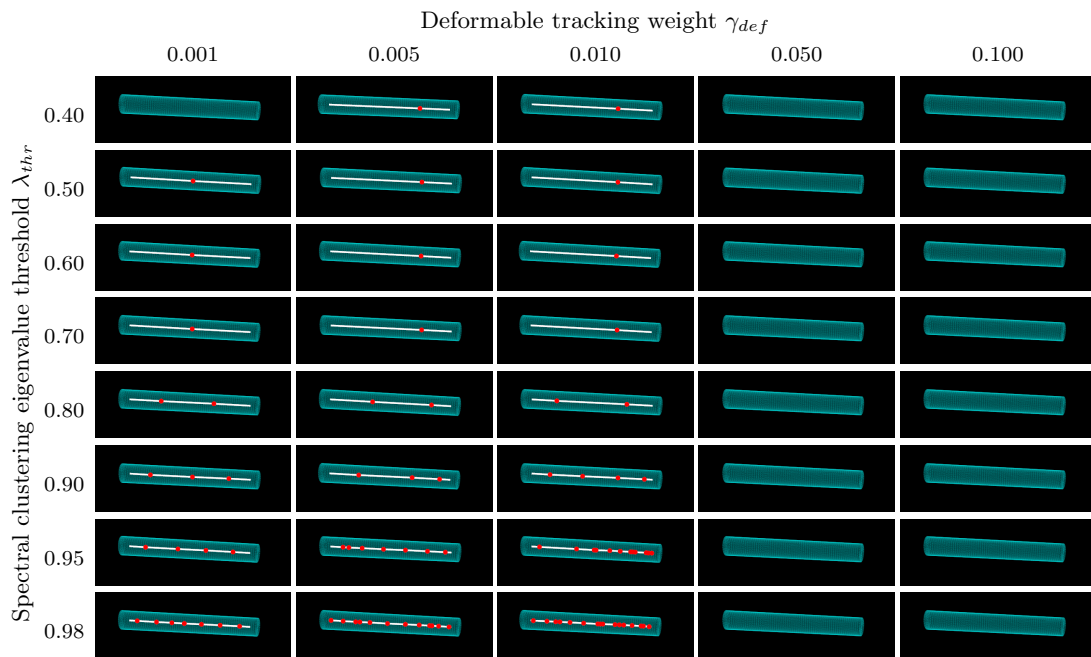 Deformable tracking weight γ_def
0.001 0.005 0.010 0.050 0.100
Spectral clustering eigenvalue threshold λ_thr
0.40
0.50
0.60
0.70
0.80
0.90
0.95
0.98